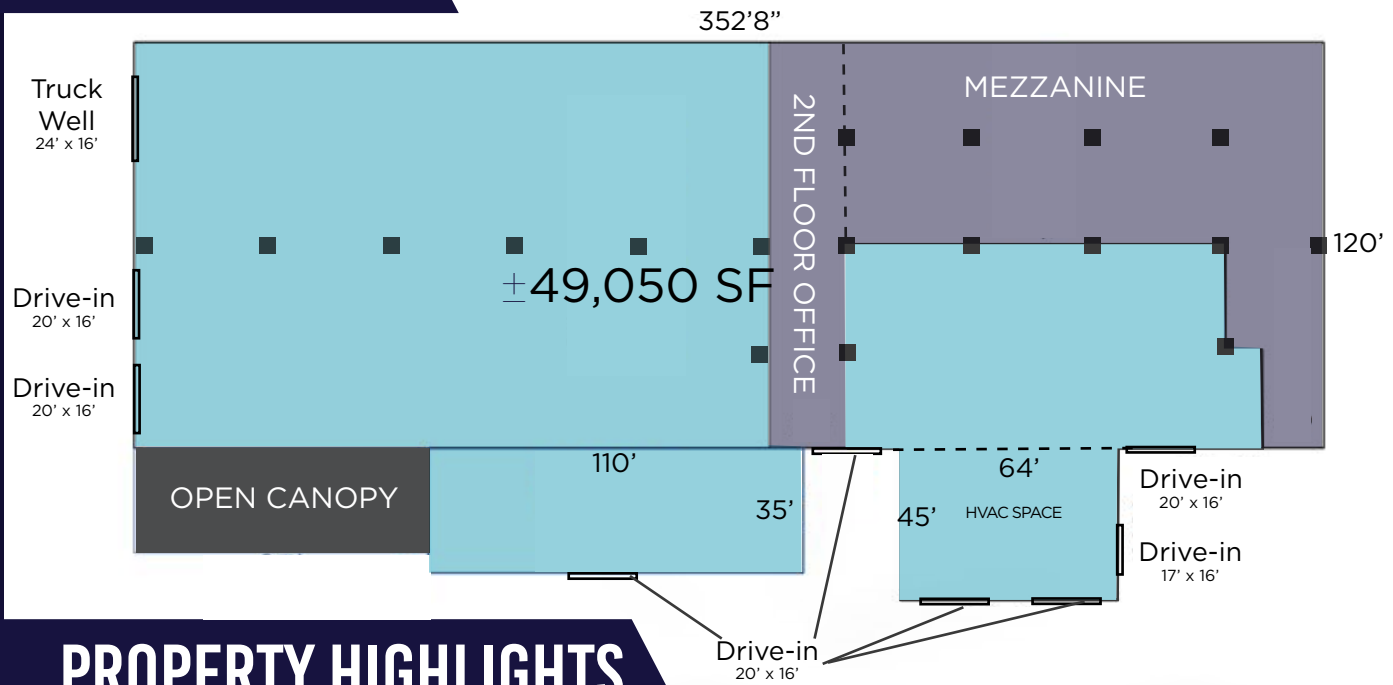 352'8”
Truck
Well
24' x 16'
MEZZANINE
2ND FLOOR OFFICE
120'
±49,050 SF
Drive-in
20' x 16'
Drive-in
20' x 16'
110'
64'
OPEN CANOPY
35'
45'
HVAC SPACE
Drive-in
20' x 16'
Drive-in
17' x 16'
Drive-in
20' x 16'
PROPERTY HIGHLIGHTS